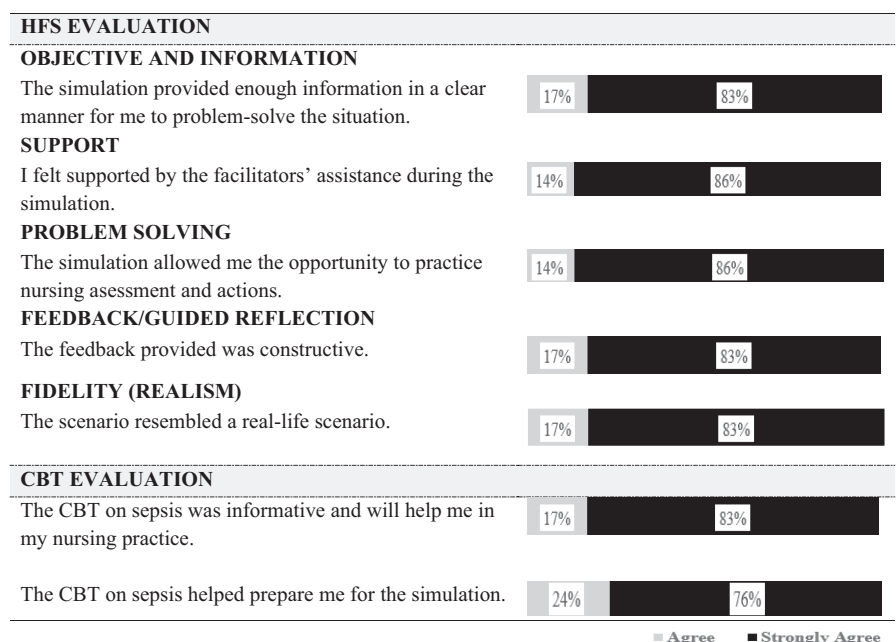 HFS EVALUATION
OBJECTIVE AND INFORMATION
The simulation provided enough information in a clear
manner for me to problem-solve the situation.
17% 83%
SUPPORT
I felt supported by the facilitators’ assistance during the
simulation.
14% 86%
PROBLEM SOLVING
The simulation allowed me the opportunity to practice
nursing asessment and actions.
14% 86%
FEEDBACK/GUIDED REFLECTION
The feedback provided was constructive.
17% 83%
FIDELITY (REALISM)
The scenario resembled a real-life scenario.
17% 83%
CBT EVALUATION
The CBT on sepsis was informative and will help me in
my nursing practice.
17% 83%
The CBT on sepsis helped prepare me for the simulation.
24% 76%
Agree Strongly Agree